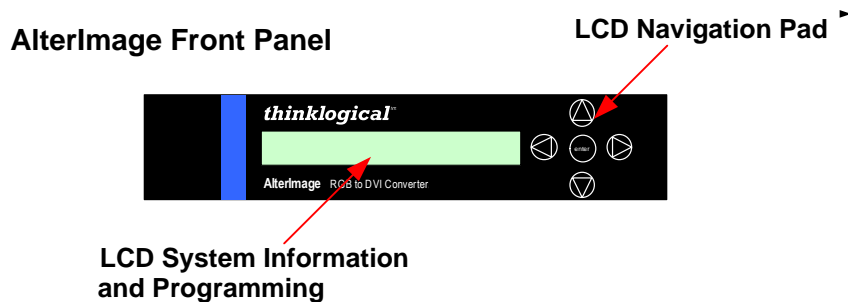 AlterImage Front Panel
LCD Navigation Pad
thinklogical
enter
AlterImage RGB to DVI Converter
LCD System Information
and Programming